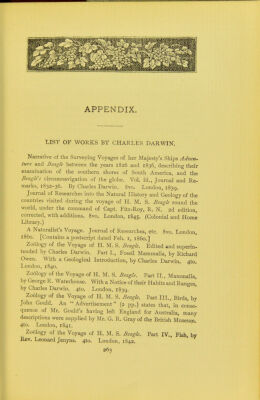 APPENDIX.
LIST OF WORKS BY CHARLES DARWIN.
Narrative of the Surveying Voyages of her Majesty's Ships Adven-
ture and Beagle between the years 1826 and 1836, describing their
examination of the southern shores of South America, and the
Beagle's circumnavigation of the globe. Vol. iii., Journal and Re-
marks, 1832-36. By Charles Darwin. 8vo. London, 1839.
Journal of Researches into the Natural History and Geology of the
countries visited during the voyage of H. M. S. Beagle round the
world, under the command of Capt. Fitz-Roy, R. N. 2d edition,
corrected, with additions. 8vo. London, 1845. (Colonial and Home
Library.)
A Naturalist's Voyage. Journal of Researches, etc. 8vo. London,
1860. [Contains a postscript dated Feb. 1, 1860.]
Zoology of the Voyage of H. M. S. Beagle. Edited and superin-
tended by Charles Darwin. Part I., Fossil Mammalia, by Richard
Owen. With a Geological Introduction, by Charles Darwin. 4to.
London, 1840.
Zoology of the Voyage of H. M. S. Beagle. Part II., Mammalia,
by George R. Waterhouse. With a Notice of their Habits and Ranges,
by Charles Darwin. 4to. London, 1839.
Zoology of the Voyage of H. M. S. Beagle. Part III., Birds, by
John Gould. An "Advertisement" (2 pp.) states that, in conse-
quence of Mr. Gould's having left England for Australia, many
descriptions were supplied by Mr. G. R. Gray of the British Museum.
4to. London, 1841.
Zoology of the Voyage of H. M. S. Beagle. Part IV., Fish, by
Rev. Leonard Jenyns. 4to. London, 1842.
263